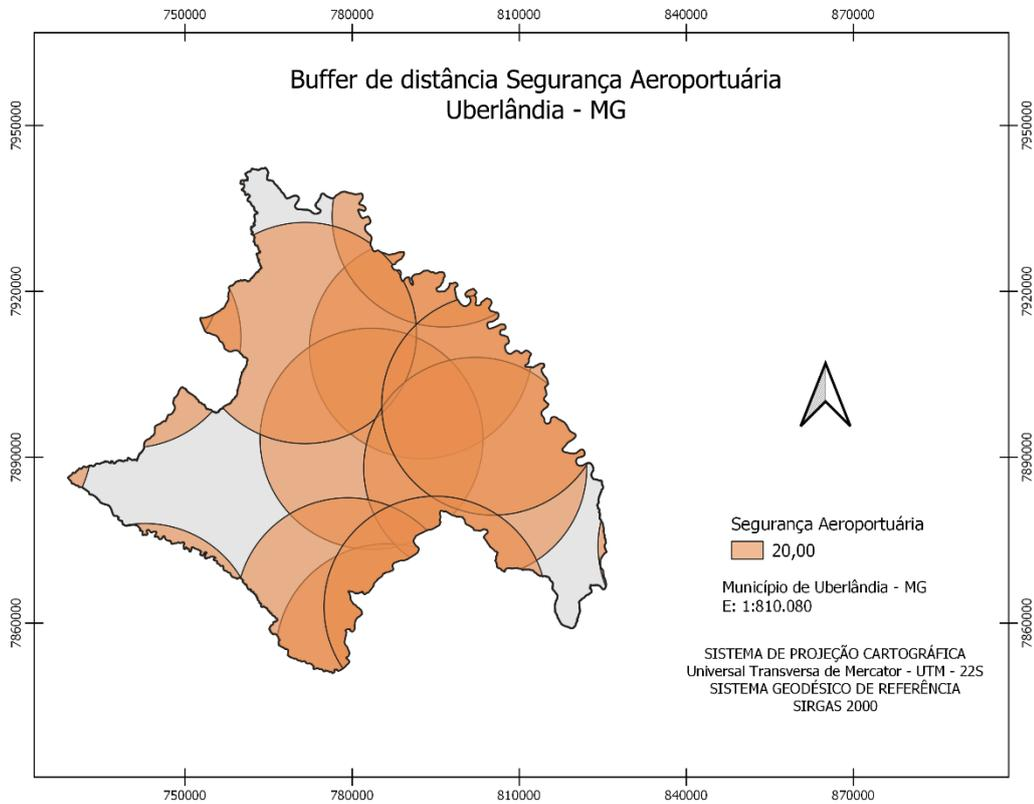 750000 780000 810000 840000 870000
Buffer de distância Segurança Aeroportuária
Uberlândia - MG
7950000 7950000
7920000 7920000
7890000 7890000
Segurança Aeroportuária
20,00
Município de Uberlândia - MG
E: 1:810.080
7860000 7860000
SISTEMA DE PROJEÇÃO CARTOGRÁFICA
Universal Transversa de Mercator - UTM - 22S
SISTEMA GEODÉSICO DE REFERÊNCIA
SIRGAS 2000
750000 780000 810000 840000 870000